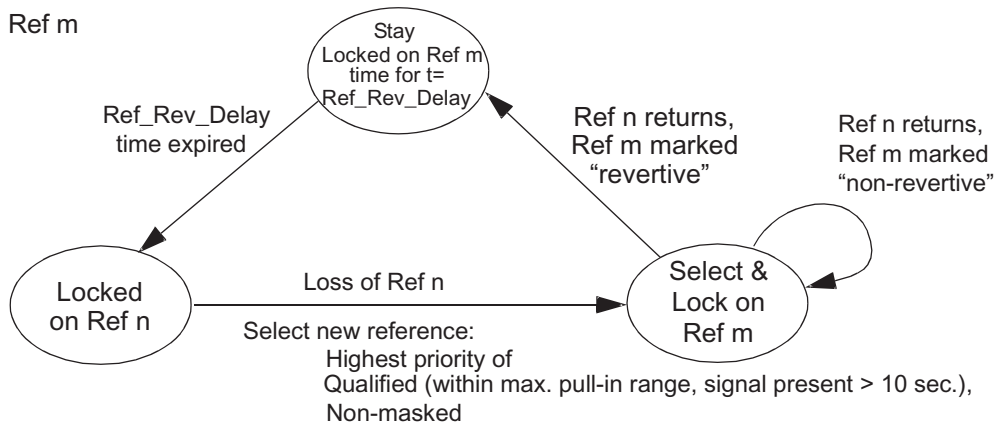 Ref m
Stay
Locked on Ref m
time for t=
Ref_Rev_Delay
Ref_Rev_Delay
time expired
Ref n returns,
Ref m marked
“revertive”
Ref n returns,
Ref m marked
“non-revertive”
Locked
on Ref n
Loss of Ref n
Select &
Lock on
Ref m
Select new reference:
Highest priority of
Qualified (within max. pull-in range, signal present > 10 sec.),
Non-masked